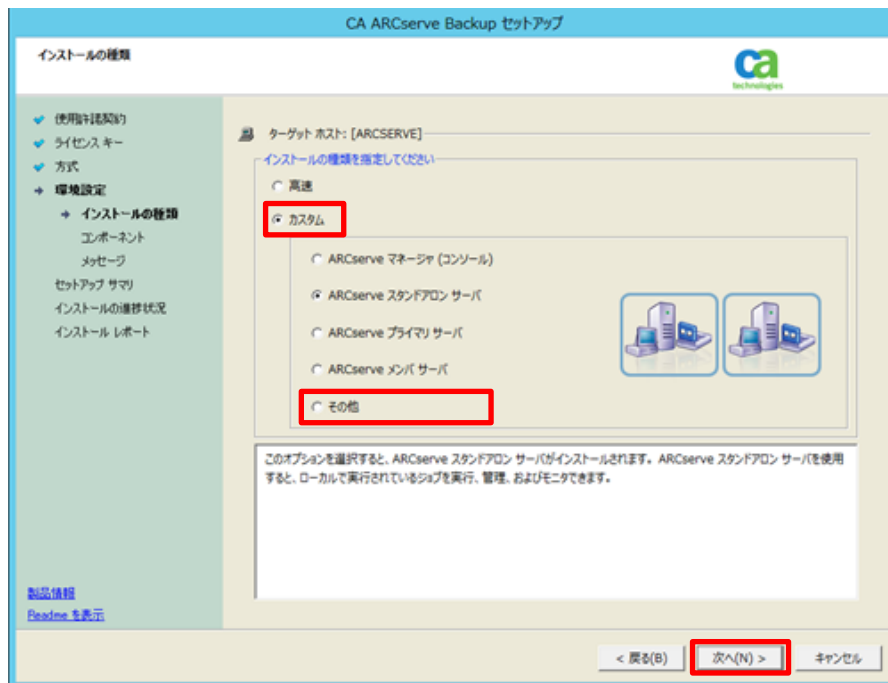 CA ARCserve Backup セットアップ
インストールの種類
ca
technologies
使用許諾契約
ライセンス キー
方式
環境設定
インストールの種類
コンポーネント
メッセージ
セットアップ サマリ
インストールの進捗状況
インストール レポート
製品情報
Readme を表示
ターゲット ホスト: [ARCSERVE]
インストールの種類を指定してください
高速
カスタム
ARCserve マネージャ (コンソール)
ARCserve スタンドアロン サーバ
ARCserve プライマリ サーバ
ARCserve メンバ サーバ
その他
このオプションを選択すると、ARCserve スタンドアロン サーバがインストールされます。ARCserve スタンドアロン サーバを使用
すると、ローカルで実行されているジョブを実行、管理、およびモニタできます。
< 戻る(B)
次へ(N) >
キャンセル